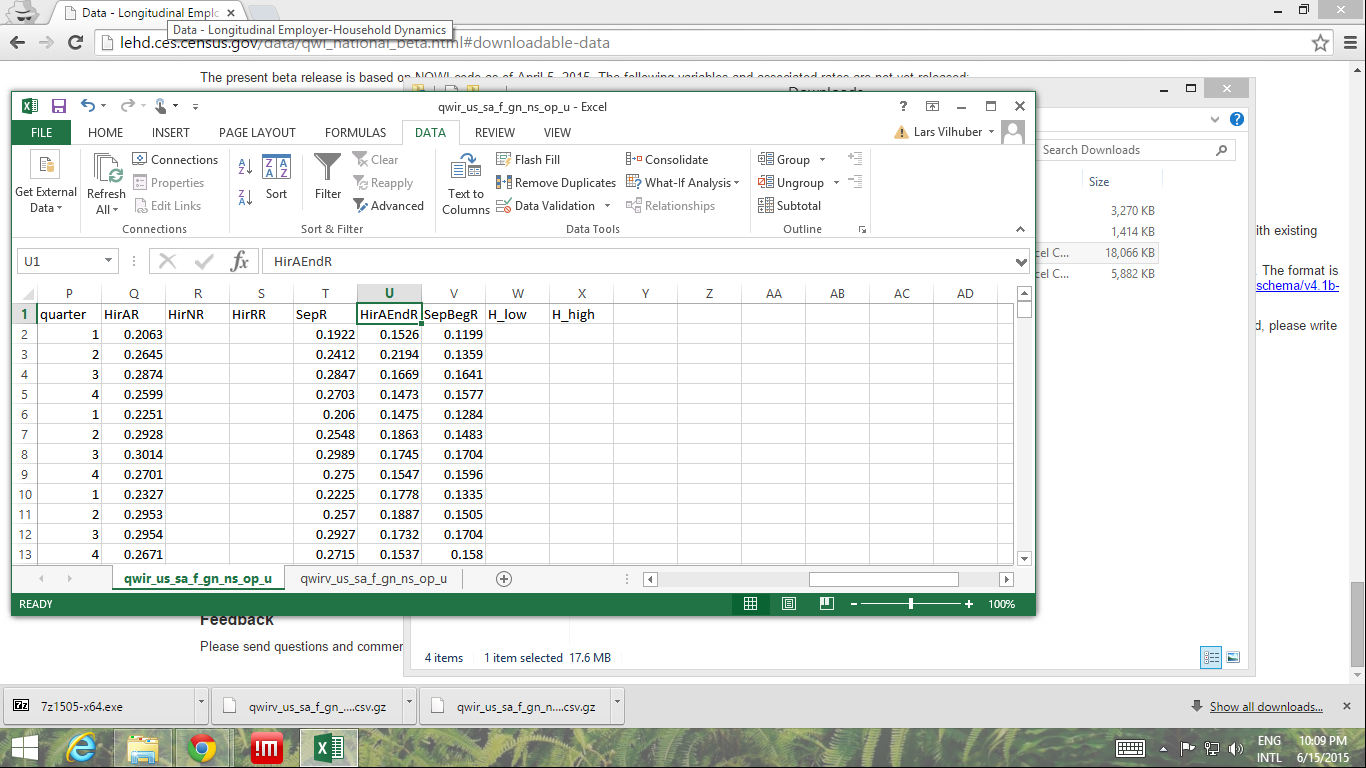 Data - Longitudinal Empl
Data - Longitudinal Employer-Household Dynamics
lehd.ces.census.gov/data/qwi_national_beta.html#downloadable-data
The present beta release is based on NQWI code as of April 5, 2015. The following variables and associated rates are not yet released:
Downloads
qwir_us_sa_f_gn_ns_op_u - Excel
FILE HOME INSERT PAGE LAYOUT FORMULAS DATA REVIEW VIEW Lars Vilhuber
Search Downloads
Get External Data
Refresh All
Connections
Properties
Edit Links
Connections
Sort
Filter
Clear
Reapply
Advanced
Sort & Filter
Text to Columns
Flash Fill
Remove Duplicates
Data Validation
Consolidate
What-If Analysis
Relationships
Data Tools
Group
Ungroup
Subtotal
Outline
Size
3,270 KB
1,414 KB
cel C... 18,066 KB
cel C... 5,882 KB
ith existing
. The format is
schema/v4.1b-
d, please write
U1 fx HirAEndR
P Q R S T U V W X Y Z AA AB AC AD
1 quarter HirAR HirNR HirRR SepR HirAEndR SepBegR H_low H_high
2 1 0.2063 0.1922 0.1526 0.1199
3 2 0.2645 0.2412 0.2194 0.1359
4 3 0.2874 0.2847 0.1669 0.1641
5 4 0.2599 0.2703 0.1473 0.1577
6 1 0.2251 0.206 0.1475 0.1284
7 2 0.2928 0.2548 0.1863 0.1483
8 3 0.3014 0.2989 0.1745 0.1704
9 4 0.2701 0.275 0.1547 0.1596
10 1 0.2327 0.2225 0.1778 0.1335
11 2 0.2953 0.257 0.1887 0.1505
12 3 0.2954 0.2927 0.1732 0.1704
13 4 0.2671 0.2715 0.1537 0.158
qwir_us_sa_f_gn_ns_op_u qwirv_us_sa_f_gn_ns_op_u
READY 100%
Feedback
Please send questions and commen
4 items 1 item selected 17.6 MB
7z1505-x64.exe qwirv_us_sa_f_gn_....csv.gz qwir_us_sa_f_gn_n....csv.gz Show all downloads...
ENG 10:09 PM
INTL 6/15/2015